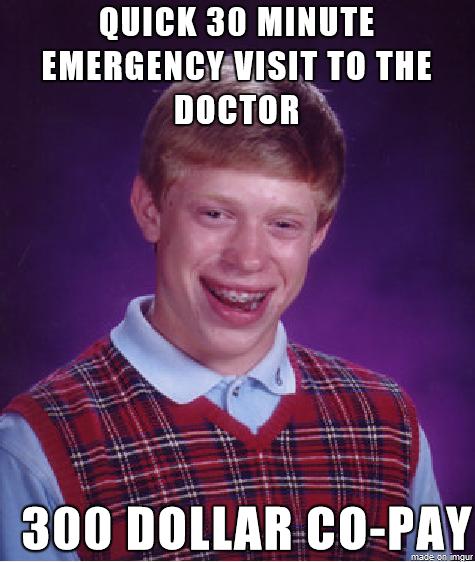 QUICK 30 MINUTE
EMERGENCY VISIT TO THE
DOCTOR
300 DOLLAR CO-PAY
made on imgur